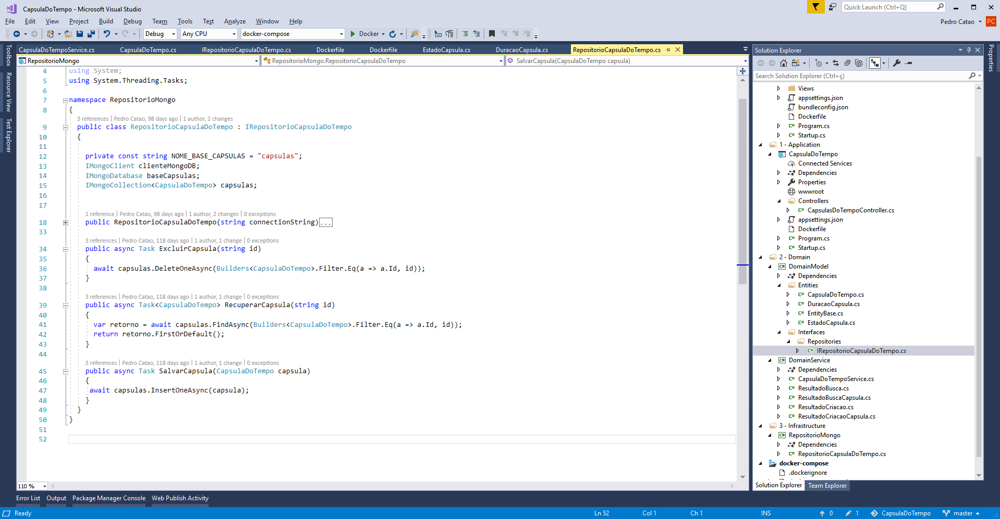 CapsulaDoTempo - Microsoft Visual Studio
Quick Launch (Ctrl+Q)
File Edit View Project Build Debug Team Tools Test Analyze Window Help
Pedro Catao PC
Debug Any CPU docker-compose Docker
CapsulaDoTempoService.cs CapsulaDoTempo.cs IRepositorioCapsulaDoTempo.cs Dockerfile Dockerfile EstadoCapsula.cs DuracaoCapsula.cs RepositorioCapsulaDoTempo.cs
RepositorioMongo RepositorioMongo.RepositorioCapsulaDoTempo SalvarCapsula(CapsulaDoTempo capsula)
Toolbox
Resource View
Test Explorer
4 using System;
5 using System.Threading.Tasks;
6
7 namespace RepositorioMongo
8 {
3 references | Pedro Catao, 98 days ago | 1 author, 2 changes
9 public class RepositorioCapsulaDoTempo : IRepositorioCapsulaDoTempo
10 {
11
12 private const string NOME_BASE_CAPSULAS = "capsulas";
13 IMongoClient clienteMongoDB;
14 IMongoDatabase baseCapsulas;
15 IMongoCollection<CapsulaDoTempo> capsulas;
16
17
1 reference | Pedro Catao, 98 days ago | 1 author, 2 changes | 0 exceptions
18 public RepositorioCapsulaDoTempo(string connectionString)...
33
3 references | Pedro Catao, 118 days ago | 1 author, 1 change | 0 exceptions
34 public async Task ExcluirCapsula(string id)
35 {
36 await capsulas.DeleteOneAsync(Builders<CapsulaDoTempo>.Filter.Eq(a => a.Id, id));
37 }
38
3 references | Pedro Catao, 118 days ago | 1 author, 1 change | 0 exceptions
39 public async Task<CapsulaDoTempo> RecuperarCapsula(string id)
40 {
41 var retorno = await capsulas.FindAsync(Builders<CapsulaDoTempo>.Filter.Eq(a => a.Id, id));
42 return retorno.FirstOrDefault();
43 }
44
3 references | Pedro Catao, 118 days ago | 1 author, 1 change | 0 exceptions
45 public async Task SalvarCapsula(CapsulaDoTempo capsula)
46 {
47 await capsulas.InsertOneAsync(capsula);
48 }
49 }
50 }
51
52
110 %
Solution Explorer
Search Solution Explorer (Ctrl+ç)
Views
appsettings.json
bundleconfig.json
Dockerfile
C# Program.cs
C# Startup.cs
1 - Application
CapsulaDoTempo
Connected Services
Dependencies
Properties
wwwroot
Controllers
C# CapsulasDoTempoController.cs
appsettings.json
Dockerfile
C# Program.cs
C# Startup.cs
2 - Domain
C# DomainModel
Dependencies
Entities
C# CapsulaDoTempo.cs
C# DuracaoCapsula.cs
C# EntityBase.cs
C# EstadoCapsula.cs
Interfaces
Repositories
C# IRepositorioCapsulaDoTempo.cs
C# DomainService
Dependencies
C# CapsulaDoTempoService.cs
C# ResultadoBusca.cs
C# ResultadoBuscaCapsula.cs
C# ResultadoCriacao.cs
C# ResultadoCriacaoCapsula.cs
3 - Infrastructure
C# RepositorioMongo
Dependencies
C# RepositorioCapsulaDoTempo.cs
docker-compose
.dockerignore
Solution Explorer Team Explorer
Properties
Error List Output Package Manager Console Web Publish Activity
Ready Ln 52 Col 1 Ch 1 INS 0 1 CapsulaDoTempo master